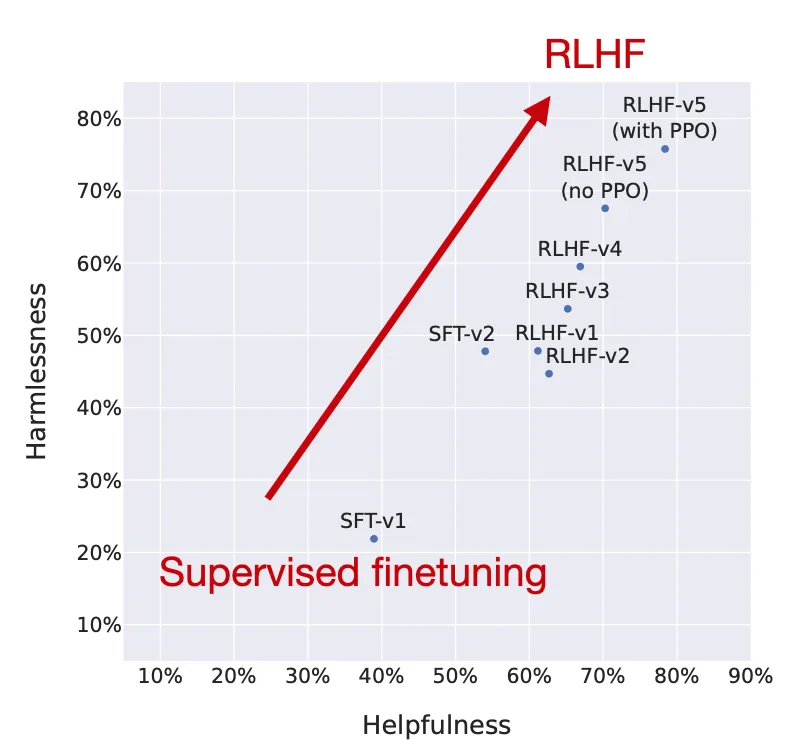 RLHF
RLHF-v5
(with PPO)
RLHF-v5
(no PPO)
RLHF-v4
RLHF-v3
SFT-v2
RLHF-v1
RLHF-v2
SFT-v1
Supervised finetuning
80%
70%
60%
50%
40%
30%
20%
10%
Harmlessness
10% 20% 30% 40% 50% 60% 70% 80% 90%
Helpfulness